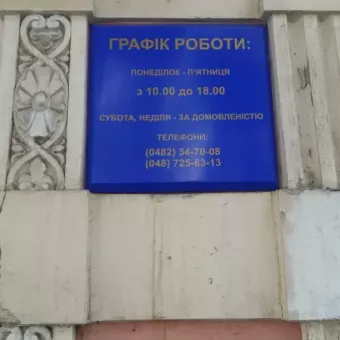 ГРАФІК РОБОТИ:
ПОНЕДІЛОК - П'ЯТНИЦЯ
з 10.00 до 18.00
СУБОТА, НЕДІЛЯ - ЗА ДОМОВЛЕНІСТЮ
ТЕЛЕФОНИ:
(0482) 34-70-08
(048) 725-63-13